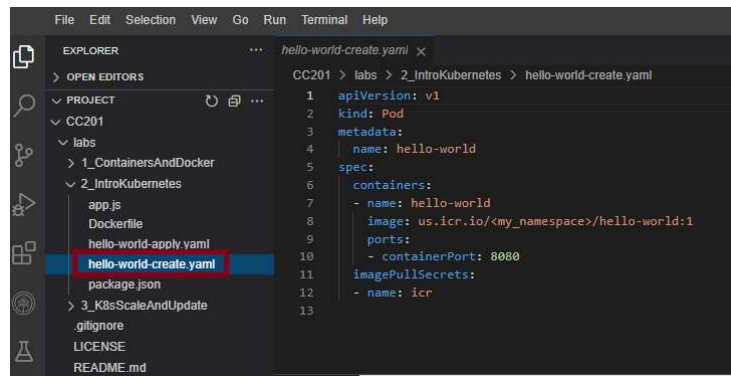 File Edit Selection View Go Run Terminal Help
EXPLORER ...
> OPEN EDITORS
PROJECT ...
CC201
labs
> 1_ContainersAndDocker
2_IntroKubernetes
app.js
Dockerfile
hello-world-apply.yaml
hello-world-create.yaml
package.json
> 3_K8sScaleAndUpdate
.gitignore
LICENSE
README.md
hello-world-create.yaml ×
CC201 > labs > 2_IntroKubernetes > hello-world-create.yaml
1 apiVersion: v1
2 kind: Pod
3 metadata:
4 name: hello-world
5 spec:
6 containers:
7 - name: hello-world
8 image: us.icr.io/<my_namespace>/hello-world:1
9 ports:
10 - containerPort: 8080
11 imagePullSecrets:
12 - name: icr
13